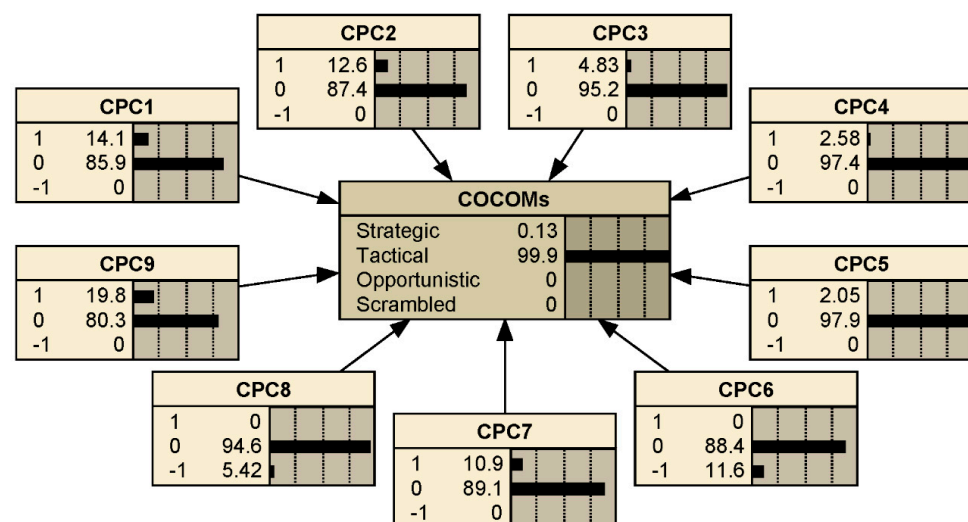 CPC1
1 14.1
0 85.9
-1 0
CPC2
1 12.6
0 87.4
-1 0
CPC3
1 4.83
0 95.2
-1 0
CPC4
1 2.58
0 97.4
-1 0
COCOMs
Strategic 0.13
Tactical 99.9
Opportunistic 0
Scrambled 0
CPC9
1 19.8
0 80.3
-1 0
CPC5
1 2.05
0 97.9
-1 0
CPC8
1 0
0 94.6
-1 5.42
CPC7
1 10.9
0 89.1
-1 0
CPC6
1 0
0 88.4
-1 11.6